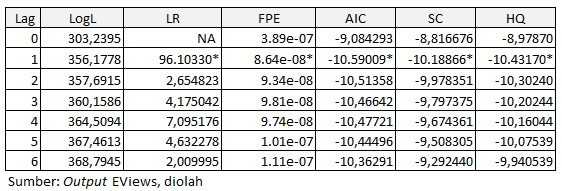 Lag LogL LR FPE AIC SC HQ
0 303,2395 NA 3.89e-07 -9,084293 -8,816676 -8,97870
1 356,1778 96.10330* 8.64e-08* -10.59009* -10.18866* -10.43170*
2 357,6915 2,654823 9.34e-08 -10,51358 -9,978351 -10,30240
3 360,1586 4,175042 9.81e-08 -10,46642 -9,797375 -10,20244
4 364,5094 7,095176 9.74e-08 -10,47721 -9,674361 -10,16044
5 367,4613 4,632278 1.01e-07 -10,44496 -9,508305 -10,07539
6 368,7945 2,009995 1.11e-07 -10,36291 -9,292440 -9,940539
Sumber: Output EViews, diolah